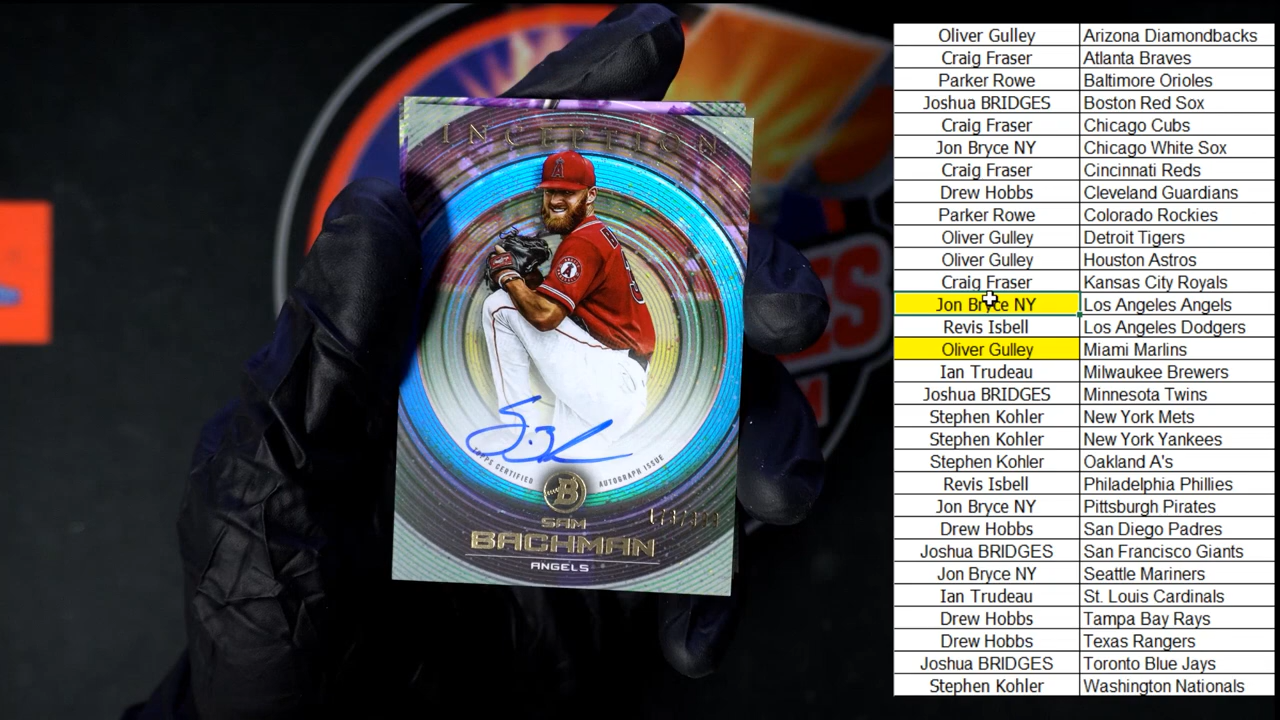 INCEPTION
TOPPS CERTIFIED AUTOGRAPH ISSUE
B
SAM
BACHMAN
ANGELS
Oliver Gulley Arizona Diamondbacks
Craig Fraser Atlanta Braves
Parker Rowe Baltimore Orioles
Joshua BRIDGES Boston Red Sox
Craig Fraser Chicago Cubs
Jon Bryce NY Chicago White Sox
Craig Fraser Cincinnati Reds
Drew Hobbs Cleveland Guardians
Parker Rowe Colorado Rockies
Oliver Gulley Detroit Tigers
Oliver Gulley Houston Astros
Craig Fraser Kansas City Royals
Jon Bryce NY Los Angeles Angels
Revis Isbell Los Angeles Dodgers
Oliver Gulley Miami Marlins
Ian Trudeau Milwaukee Brewers
Joshua BRIDGES Minnesota Twins
Stephen Kohler New York Mets
Stephen Kohler New York Yankees
Stephen Kohler Oakland A's
Revis Isbell Philadelphia Phillies
Jon Bryce NY Pittsburgh Pirates
Drew Hobbs San Diego Padres
Joshua BRIDGES San Francisco Giants
Jon Bryce NY Seattle Mariners
Ian Trudeau St. Louis Cardinals
Drew Hobbs Tampa Bay Rays
Drew Hobbs Texas Rangers
Joshua BRIDGES Toronto Blue Jays
Stephen Kohler Washington Nationals